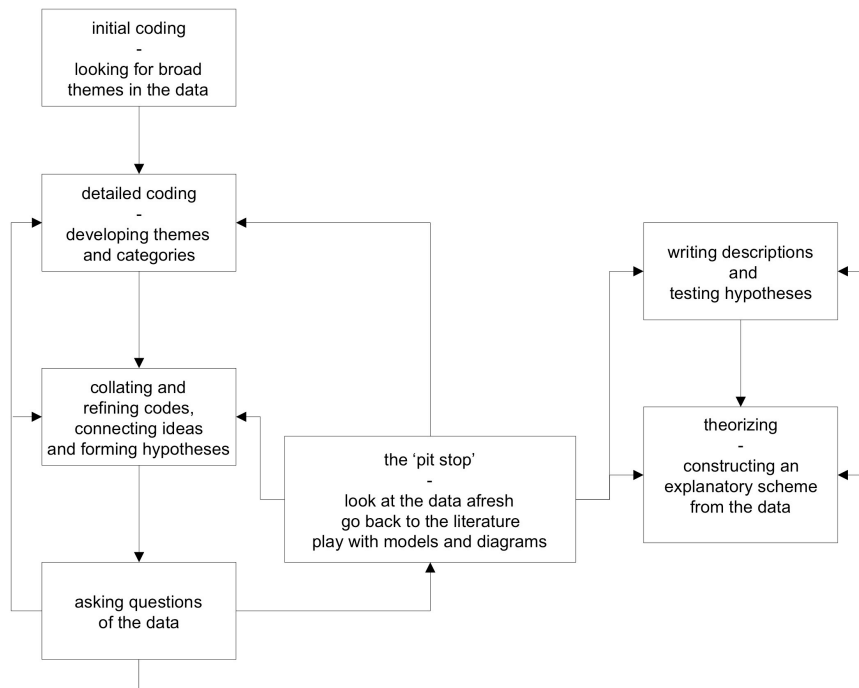 initial coding
-
looking for broad
themes in the data
detailed coding
-
developing themes
and categories
collating and
refining codes,
connecting ideas
and forming hypotheses
asking questions
of the data
the ‘pit stop’
-
look at the data afresh
go back to the literature
play with models and diagrams
writing descriptions
and
testing hypotheses
theorizing
-
constructing an
explanatory scheme
from the data